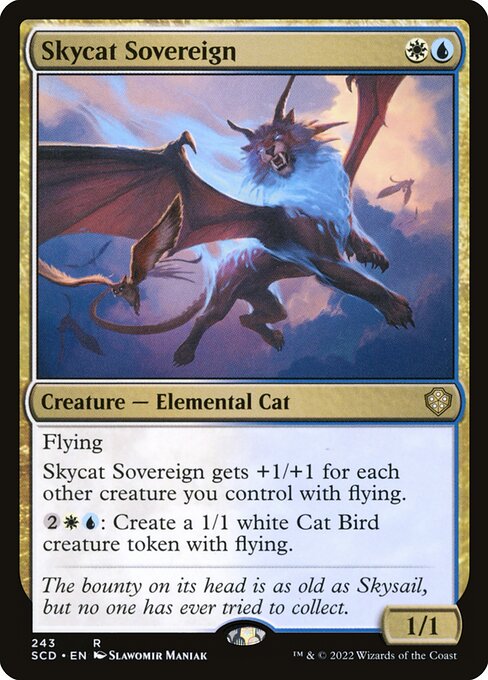 Skycat Sovereign
Creature — Elemental Cat
Flying
Skycat Sovereign gets +1/+1 for each
other creature you control with flying.
2: Create a 1/1 white Cat Bird
creature token with flying.
The bounty on its head is as old as Skysail,
but no one has ever tried to collect.
1/1
243 R
SCD • EN Slawomir Maniak
™ & © 2022 Wizards of the Coast